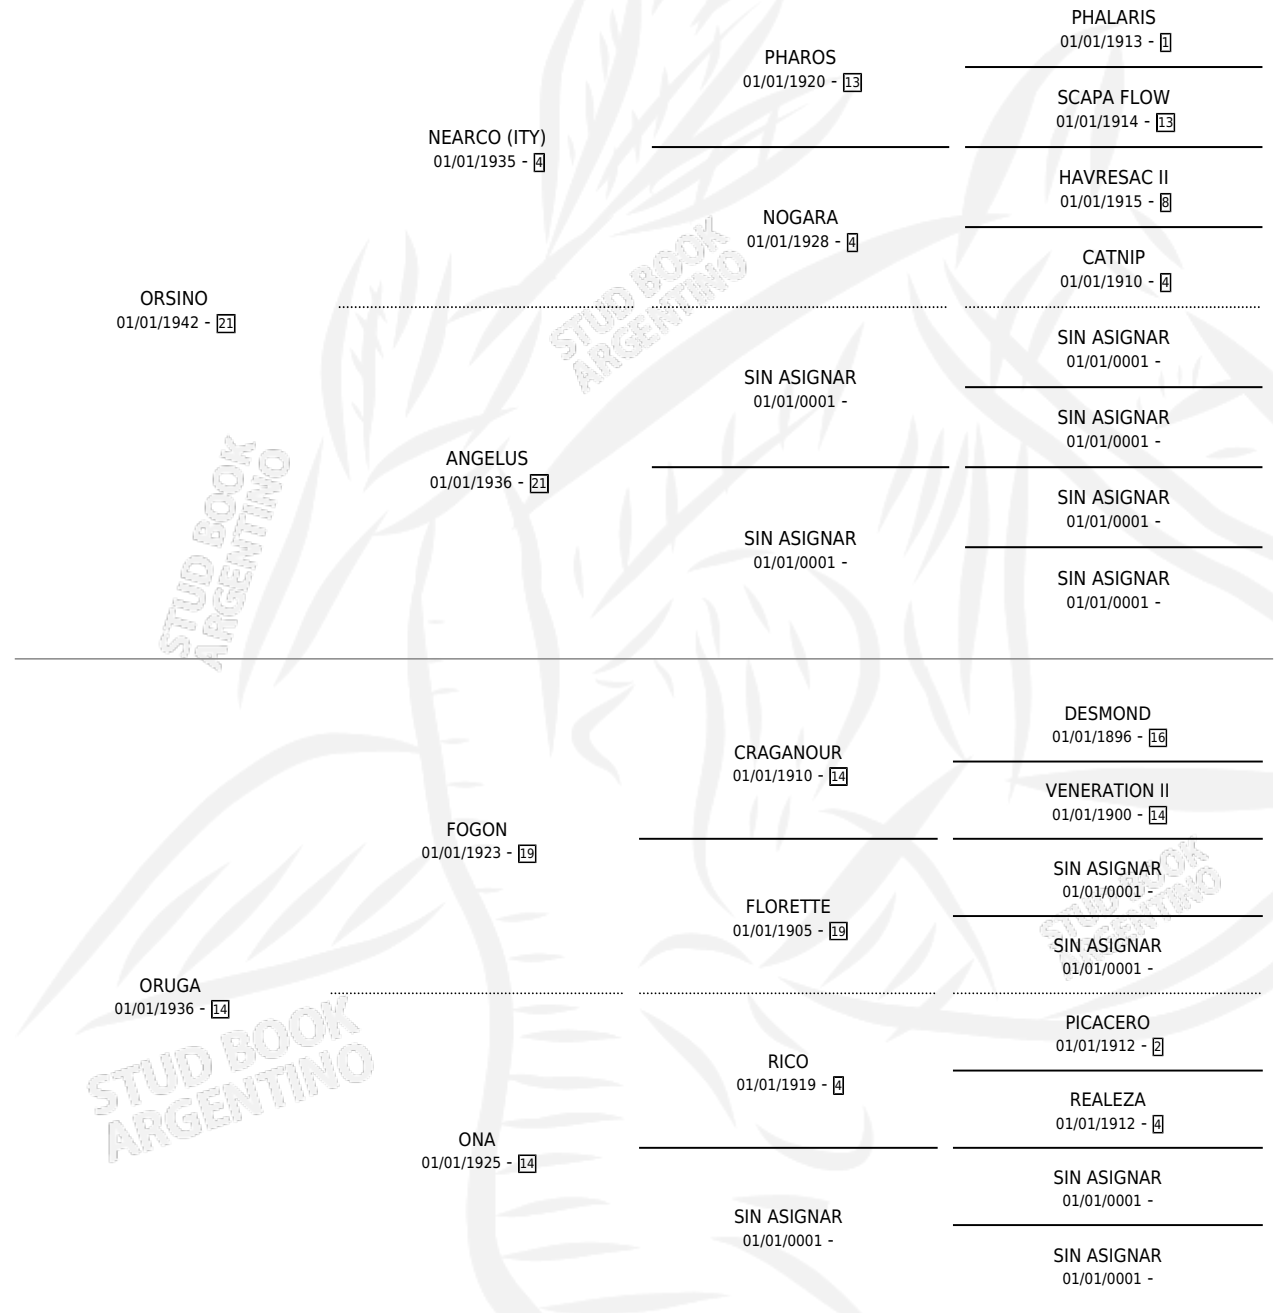 PHALARIS
01/01/1913 - 1
PHAROS
01/01/1920 - 13
SCAPA FLOW
01/01/1914 - 13
NEARCO (ITY)
01/01/1935 - 4
HAVRESAC II
01/01/1915 - 8
NOGARA
01/01/1928 - 4
CATNIP
01/01/1910 - 4
ORSINO
01/01/1942 - 21
SIN ASIGNAR
01/01/0001 -
SIN ASIGNAR
01/01/0001 -
SIN ASIGNAR
01/01/0001 -
ANGELUS
01/01/1936 - 21
SIN ASIGNAR
01/01/0001 -
SIN ASIGNAR
01/01/0001 -
SIN ASIGNAR
01/01/0001 -
STUD BOOK
ARGENTINO
STUD BOOK
ARGENTINO
DESMOND
01/01/1896 - 16
CRAGANOUR
01/01/1910 - 14
VENERATION II
01/01/1900 - 14
FOGON
01/01/1923 - 19
SIN ASIGNAR
01/01/0001 -
FLORETTE
01/01/1905 - 19
SIN ASIGNAR
01/01/0001 -
ORUGA
01/01/1936 - 14
PICACERO
01/01/1912 - 2
RICO
01/01/1919 - 4
REALEZA
01/01/1912 - 4
ONA
01/01/1925 - 14
SIN ASIGNAR
01/01/0001 -
SIN ASIGNAR
01/01/0001 -
SIN ASIGNAR
01/01/0001 -
STUD BOOK
ARGENTINO
STUD BOOK
ARGENTINO